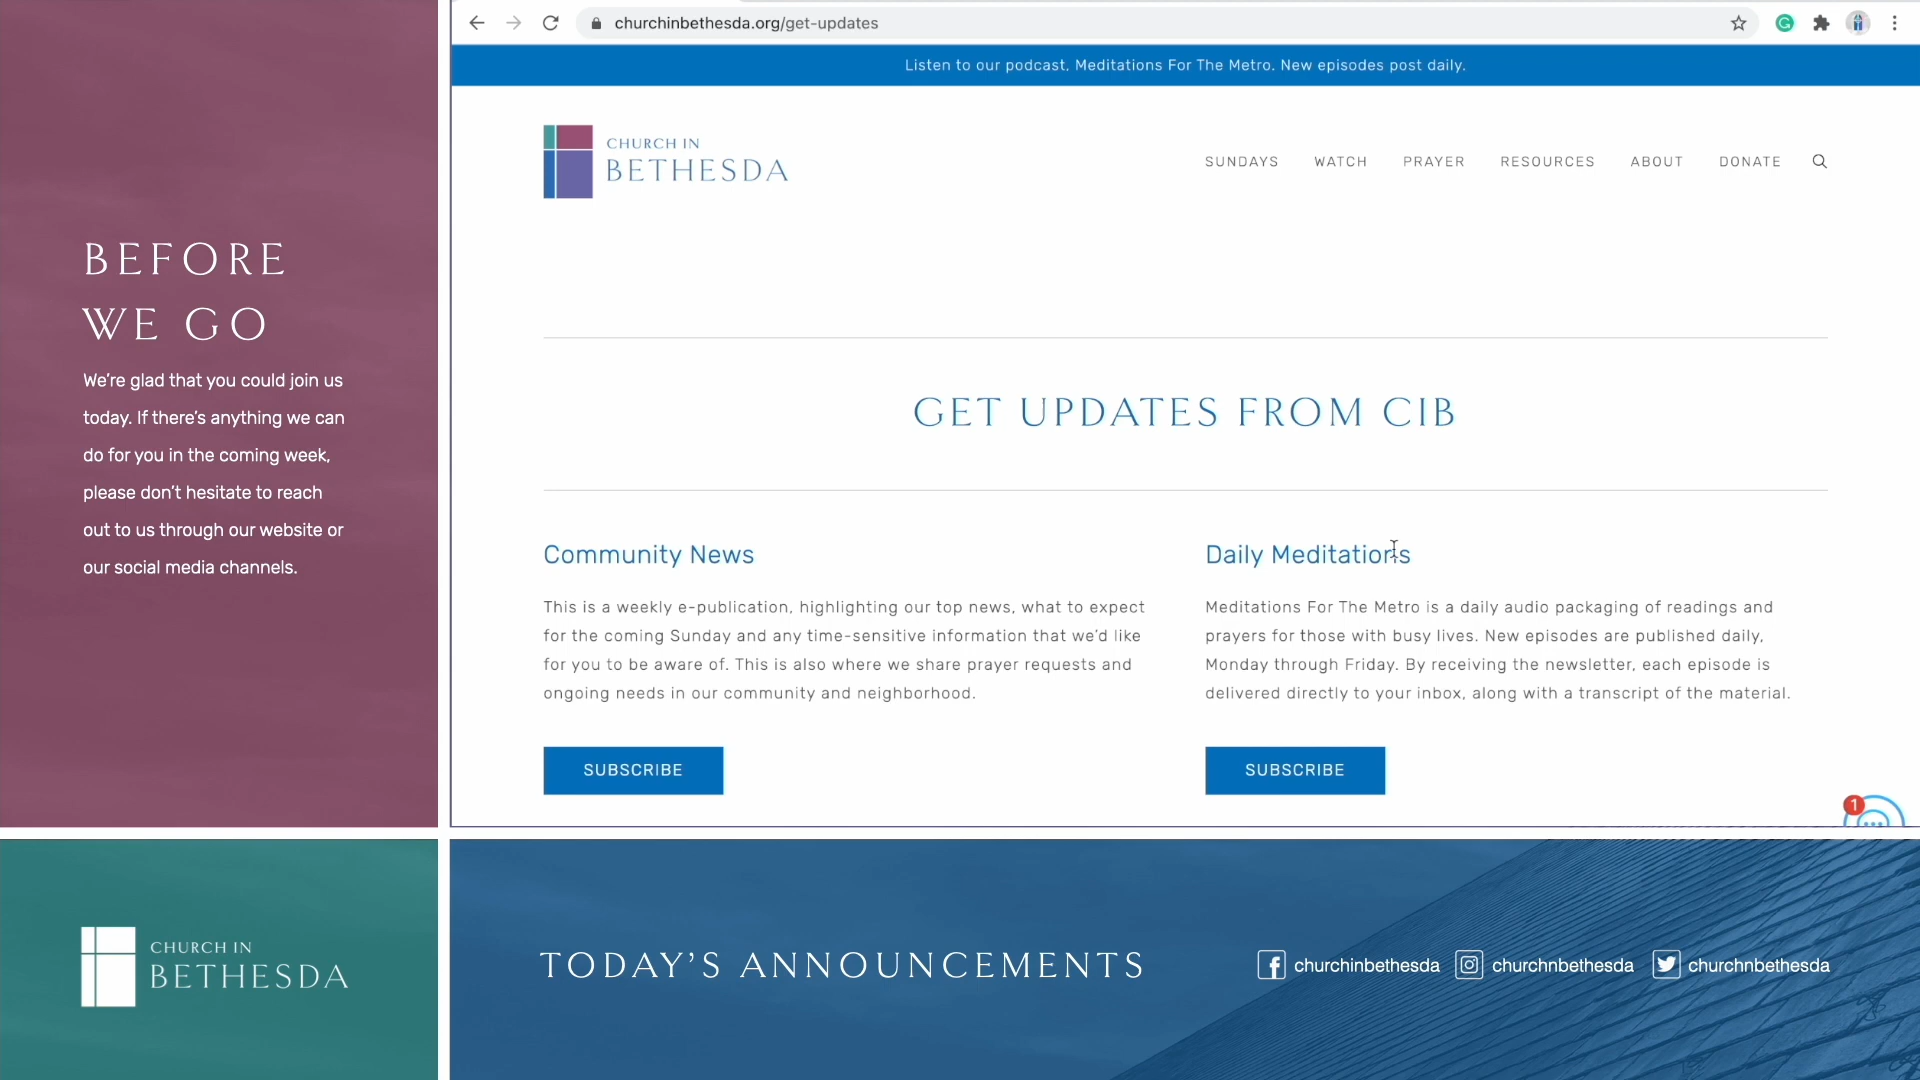 BEFORE
WE GO
We're glad that you could join us
today. If there's anything we can
do for you in the coming week,
please don't hesitate to reach
out to us through our website or
our social media channels.
churchinbethesda.org/get-updates
Listen to our podcast, Meditations For The Metro. New episodes post daily.
CHURCH IN
BETHESDA
SUNDAYS WATCH PRAYER RESOURCES ABOUT DONATE
GET UPDATES FROM CIB
Community News
This is a weekly e-publication, highlighting our top news, what to expect
for the coming Sunday and any time-sensitive information that we'd like
for you to be aware of. This is also where we share prayer requests and
ongoing needs in our community and neighborhood.
SUBSCRIBE
Daily Meditations
Meditations For The Metro is a daily audio packaging of readings and
prayers for those with busy lives. New episodes are published daily,
Monday through Friday. By receiving the newsletter, each episode is
delivered directly to your inbox, along with a transcript of the material.
SUBSCRIBE
1
CHURCH IN
BETHESDA
TODAY'S ANNOUNCEMENTS
churchinbethesda churchnbethesda churchnbethesda